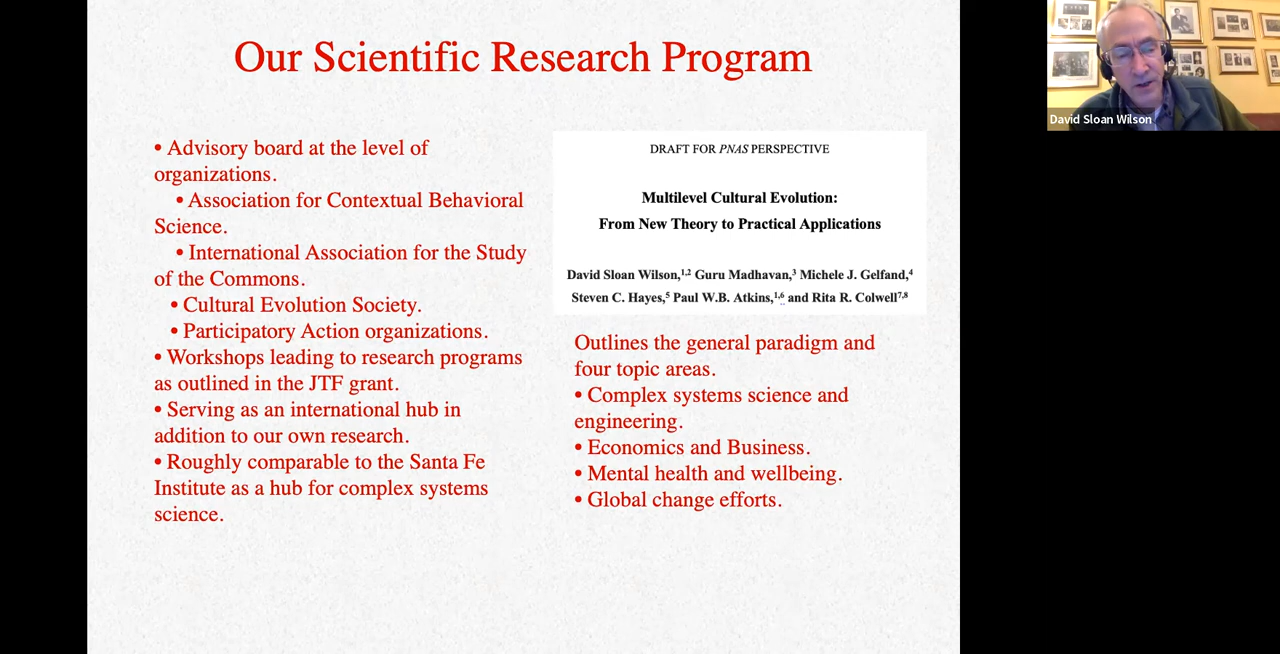 Our Scientific Research Program
• Advisory board at the level of
organizations.
• Association for Contextual Behavioral
Science.
• International Association for the Study
of the Commons.
• Cultural Evolution Society.
• Participatory Action organizations.
• Workshops leading to research programs
as outlined in the JTF grant.
• Serving as an international hub in
addition to our own research.
• Roughly comparable to the Santa Fe
Institute as a hub for complex systems
science.
DRAFT FOR PNAS PERSPECTIVE
Multilevel Cultural Evolution:
From New Theory to Practical Applications
David Sloan Wilson,1,2 Guru Madhavan,3 Michele J. Gelfand,4
Steven C. Hayes,5 Paul W.B. Atkins,1,6 and Rita R. Colwell7,8
Outlines the general paradigm and
four topic areas.
• Complex systems science and
engineering.
• Economics and Business.
• Mental health and wellbeing.
• Global change efforts.
David Sloan Wilson